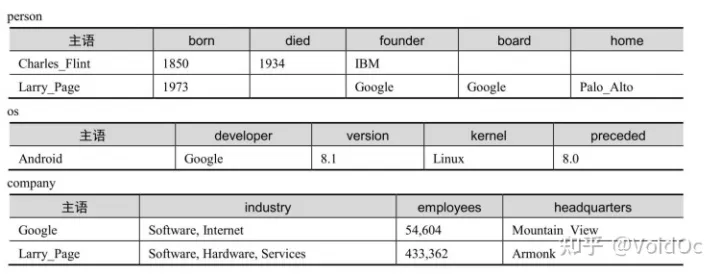 person
主语 born died founder board home
Charles_Flint 1850 1934 IBM
Larry_Page 1973 Google Google Palo_Alto
os
主语 developer version kernel preceded
Android Google 8.1 Linux 8.0
company
主语 industry employees headquarters
Google Software, Internet 54,604 Mountain_View
Larry_Page Software, Hardware, Services 433,362 Armonk
知乎 @VoidOc